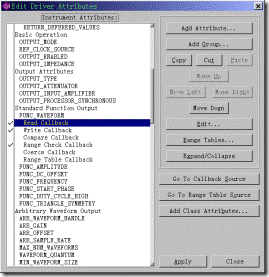 Edit Driver Attributes
Instrument Attributes:
RETURN_DEFERRED_VALUES
Basic Operation
OUTPUT_MODE
REF_CLOCK_SOURCE
OUTPUT_ENABLED
OUTPUT_IMPEDANCE
Output Attributes
OUTPUT_TYPE
OUTPUT_ATTENUATOR
OUTPUT_INPUT_AMPLIFIER
OUTPUT_PROCESSOR_SYNCHRONOUS
Standard Function Output
FUNC_WAVEFORM
Read Callback
Write Callback
Compare Callback
Range Check Callback
Coerce Callback
Range Table Callback
FUNC_AMPLITUDE
FUNC_DC_OFFSET
FUNC_FREQUENCY
FUNC_START_PHASE
FUNC_DUTY_CYCLE_HIGH
FUNC_TRIANGLE_SYMMETRY
Arbitrary Waveform Output
ARB_WAVEFORM_HANDLE
ARB_GAIN
ARB_OFFSET
ARB_SAMPLE_RATE
MAX_NUM_WAVEFORMS
WAVEFORM_QUANTUM
MIN_WAVEFORM_SIZE
Add Attribute...
Add Group...
Copy
Cut
Paste
Move Up
Move Left
Move Right
Move Down
Edit...
Range Tables...
Expand/Collapse
Go To Callback Source
Go To Range Table Source
Add Class Attributes...
Apply
Close